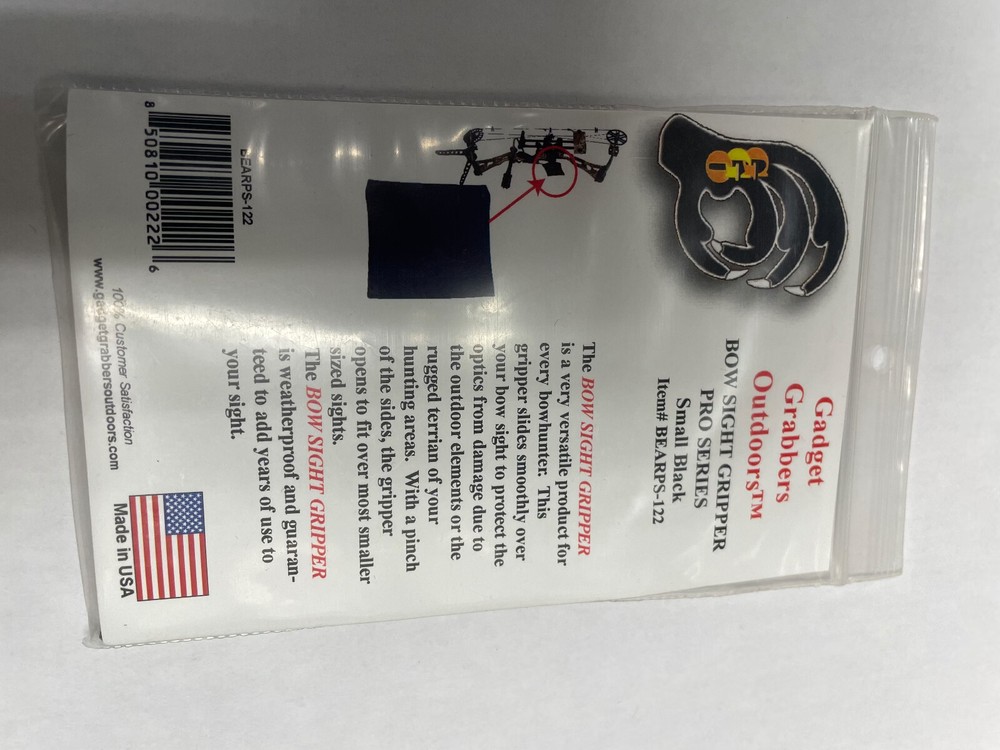 GGO
Gadget
Grabbers
Outdoors™
BOW SIGHT GRIPPER
PRO SERIES
Small Black
Item# BEARPS-122
The BOW SIGHT GRIPPER
is a very versatile product for
every bowhunter. This
gripper slides smoothly over
your bow sight to protect the
optics from damage due to
the outdoor elements or the
rugged terrian of your
hunting areas. With a pinch
of the sides, the gripper
opens to fit over most smaller
sized sights.
The BOW SIGHT GRIPPER
is weatherproof and guaran-
teed to add years of use to
your sight.
BEARPS-122
8 50810 00222 6
100% Customer Satisfaction
www.gadgetgrabbersoutdoors.com
Made in USA